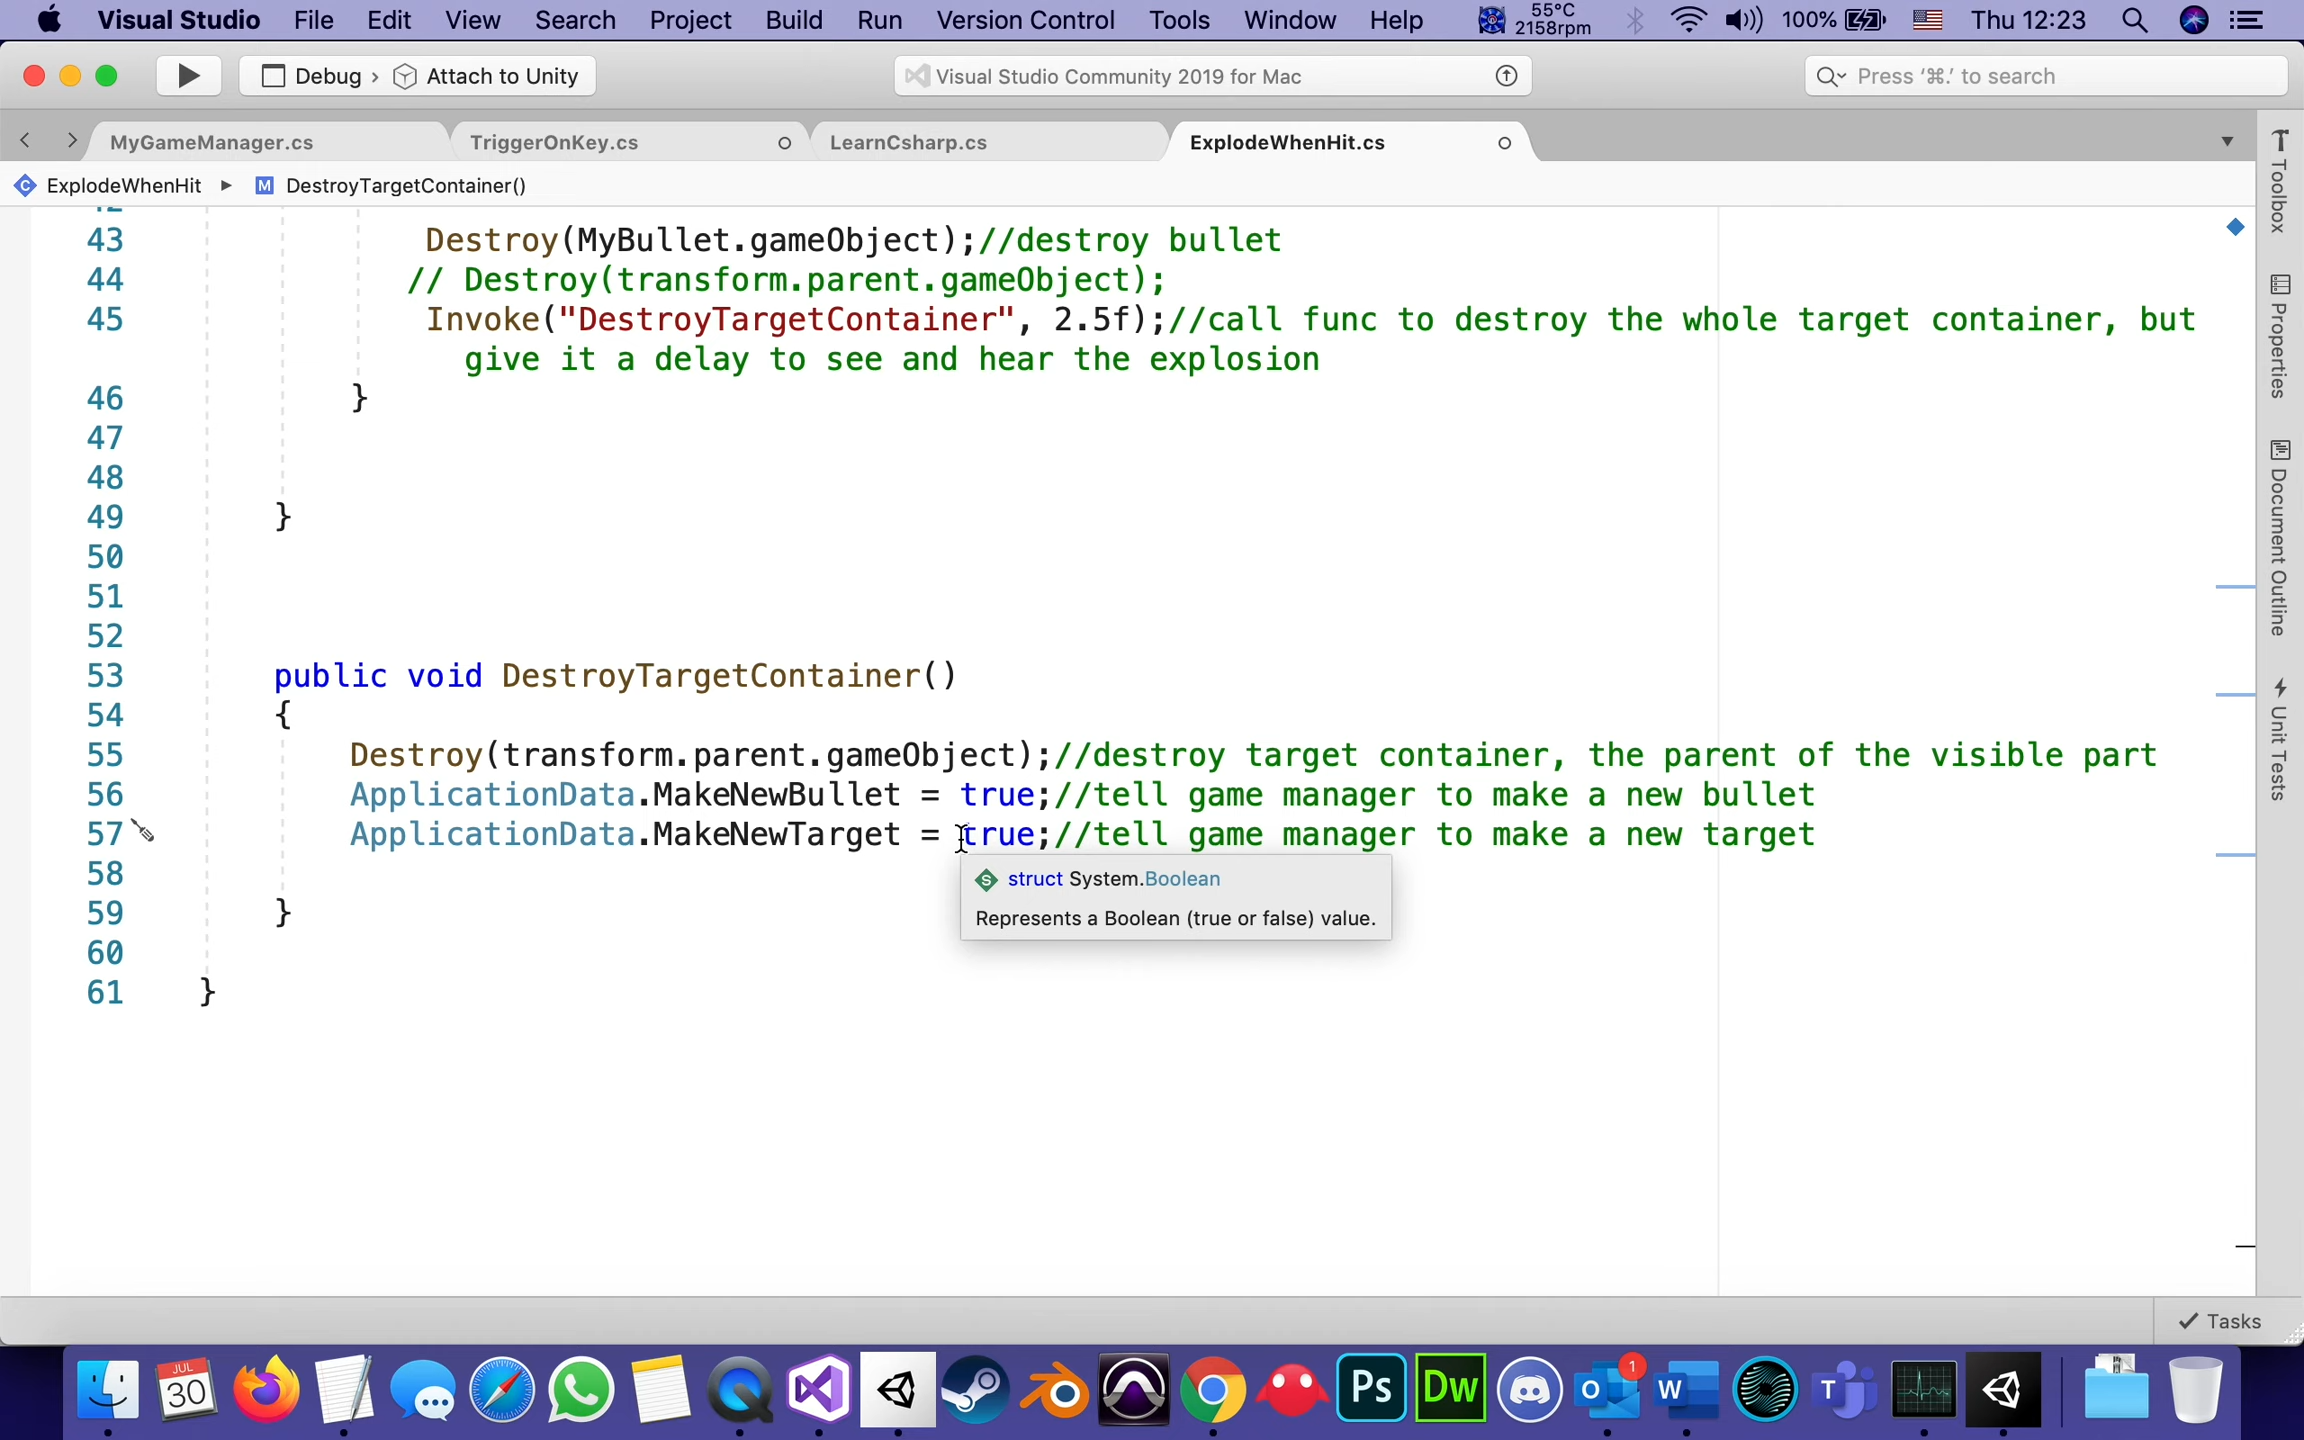 Visual Studio File Edit View Search Project Build Run Version Control Tools Window Help 55°C 2158rpm 100% Thu 12:23
Debug › Attach to Unity Visual Studio Community 2019 for Mac Press ‘⌘.’ to search
MyGameManager.cs TriggerOnKey.cs LearnCsharp.cs ExplodeWhenHit.cs
ExplodeWhenHit DestroyTargetContainer()
43 Destroy(MyBullet.gameObject);//destroy bullet
44 // Destroy(transform.parent.gameObject);
45 Invoke("DestroyTargetContainer", 2.5f);//call func to destroy the whole target container, but
give it a delay to see and hear the explosion
46 }
47
48
49 }
50
51
52
53 public void DestroyTargetContainer()
54 {
55 Destroy(transform.parent.gameObject);//destroy target container, the parent of the visible part
56 ApplicationData.MakeNewBullet = true;//tell game manager to make a new bullet
57 ApplicationData.MakeNewTarget = true;//tell game manager to make a new target
58
S struct System.Boolean
Represents a Boolean (true or false) value.
59 }
60
61 }
Toolbox
Properties
Document Outline
Unit Tests
Tasks
JUL
30
Ps
Dw
O
1
W
T